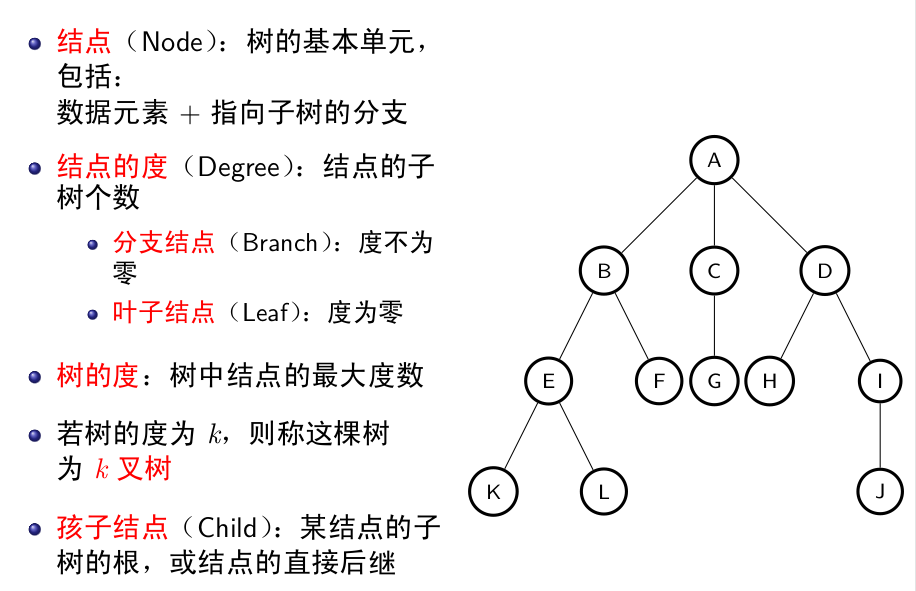 结点（Node）：树的基本单元，
包括：
数据元素 + 指向子树的分支
结点的度（Degree）：结点的子
树个数
分支结点（Branch）：度不为
零
叶子结点（Leaf）：度为零
树的度：树中结点的最大度数
若树的度为 k，则称这棵树
为 k 叉树
孩子结点（Child）：某结点的子
树的根，或结点的直接后继
A
B C D
E F G H I
K L J